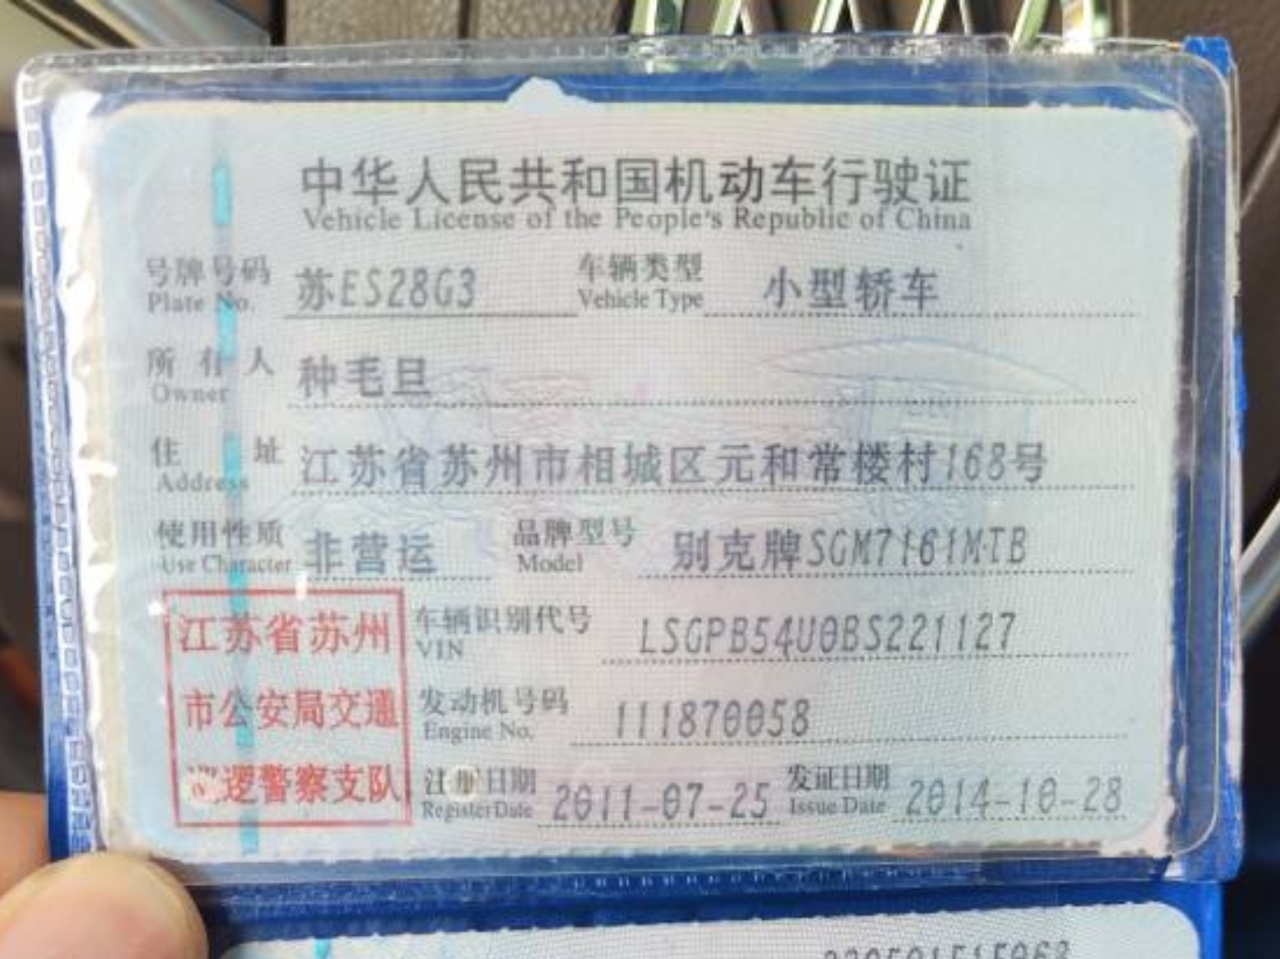 中华人民共和国机动车行驶证
Vehicle License of the People's Republic of China
号牌号码 苏ES28G3 车辆类型 小型轿车
Plate No. Vehicle Type
所有人 种毛旦
Owner
住址 江苏省苏州市相城区元和常楼村168号
Address
使用性质 非营运 品牌型号 别克牌SGM7161MTB
Use Character Model
江苏省苏州
市公安局交通
巡逻警察支队
车辆识别代号 LSGPB54U0BS221127
VIN
发动机号码 111870058
Engine No.
注册日期 2011-07-25 发证日期 2014-10-28
Register Date Issue Date